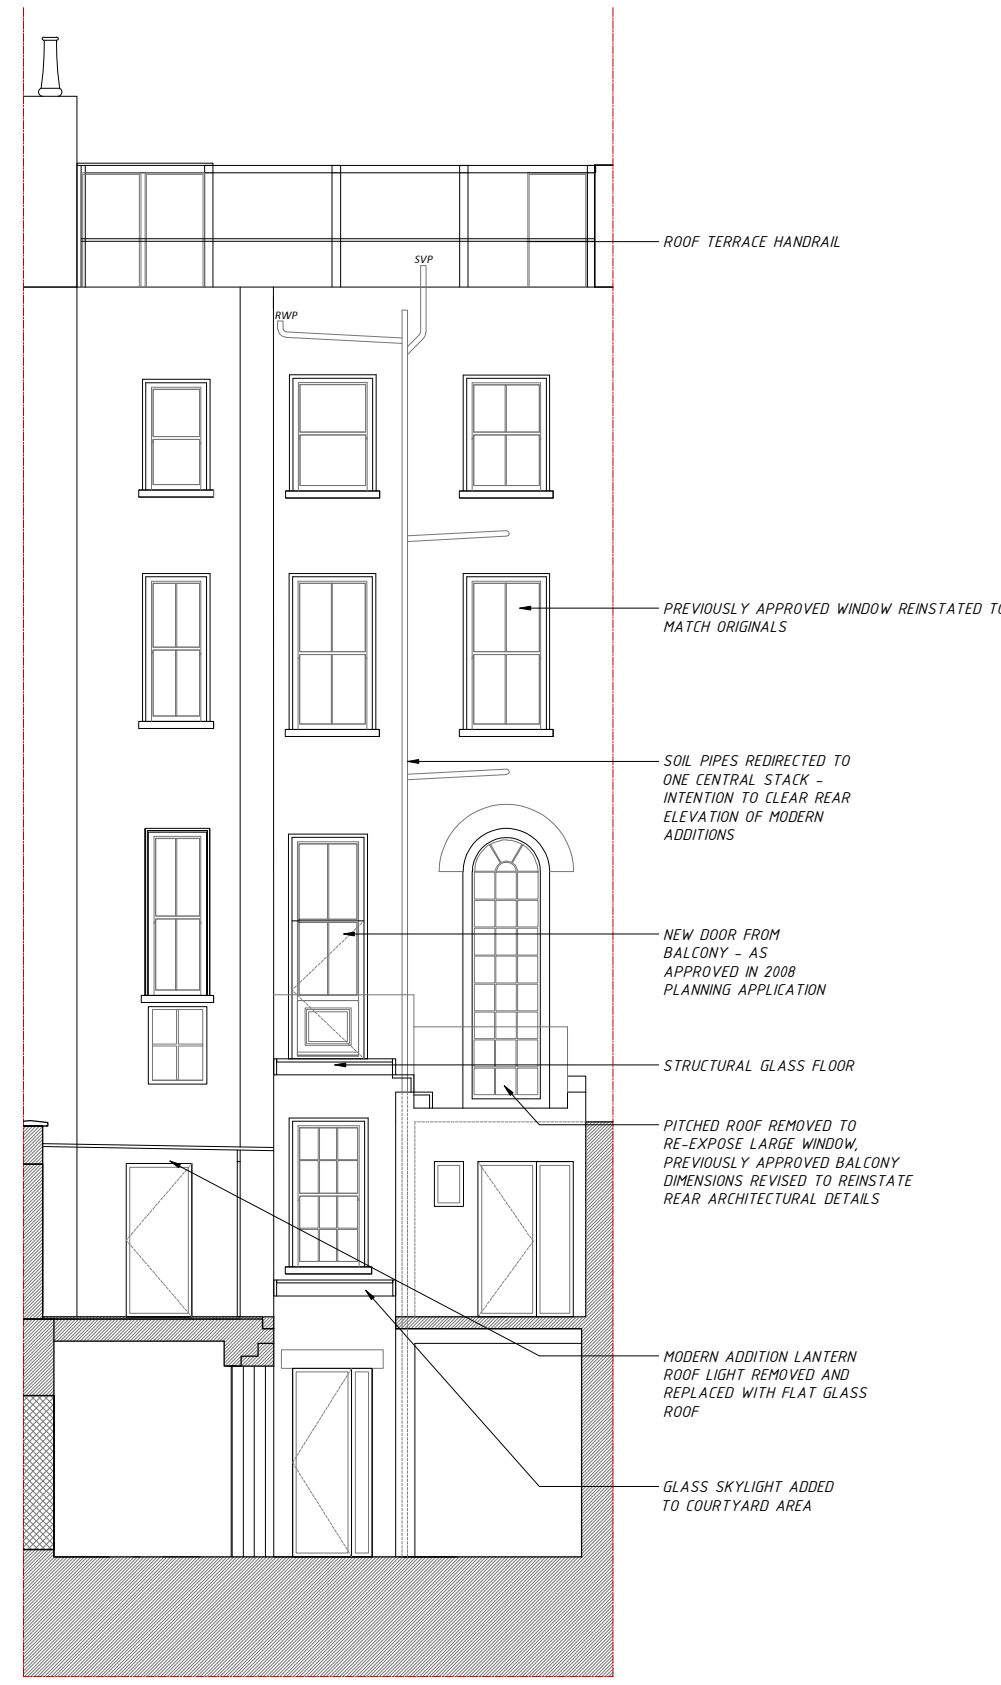 ROOF TERRACE HANDRAIL
SVP
RWP
PREVIOUSLY APPROVED WINDOW REINSTATED TO
MATCH ORIGINALS
SOIL PIPES REDIRECTED TO
ONE CENTRAL STACK -
INTENTION TO CLEAR REAR
ELEVATION OF MODERN
ADDITIONS
NEW DOOR FROM
BALCONY - AS
APPROVED IN 2008
PLANNING APPLICATION
STRUCTURAL GLASS FLOOR
PITCHED ROOF REMOVED TO
RE-EXPOSE LARGE WINDOW,
PREVIOUSLY APPROVED BALCONY
DIMENSIONS REVISED TO REINSTATE
REAR ARCHITECTURAL DETAILS
MODERN ADDITION LANTERN
ROOF LIGHT REMOVED AND
REPLACED WITH FLAT GLASS
ROOF
GLASS SKYLIGHT ADDED
TO COURTYARD AREA